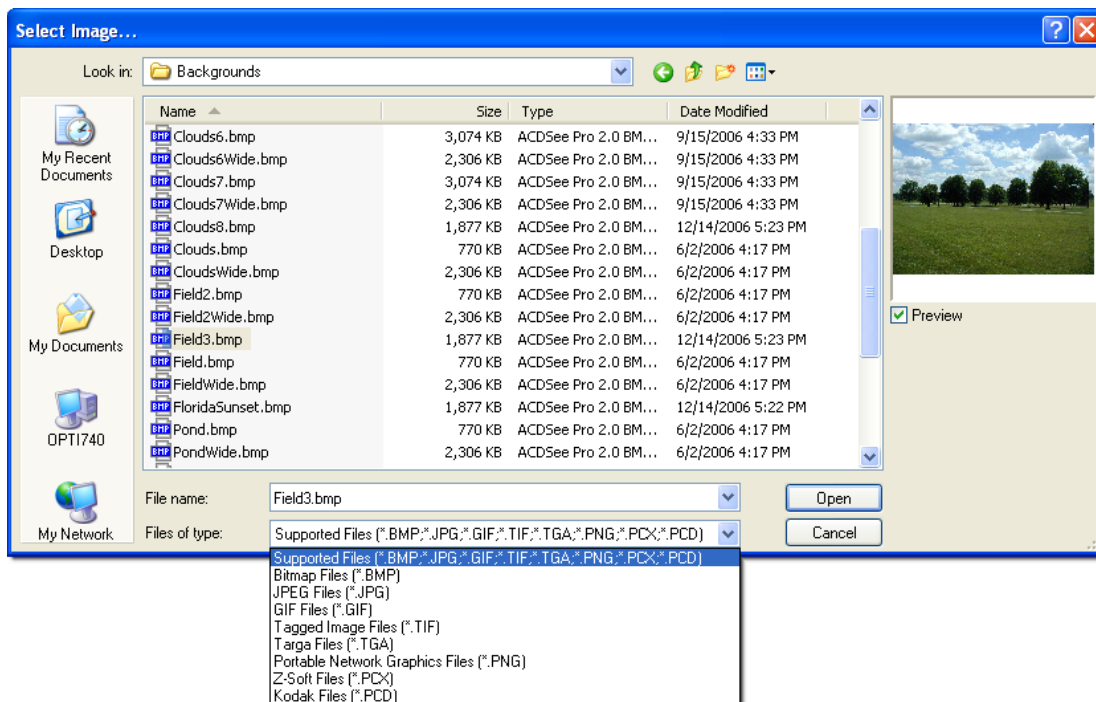 Select Image...
Look in: Backgrounds
My Recent Documents
Desktop
My Documents
OPTI740
My Network
Name Size Type Date Modified
Clouds6.bmp 3,074 KB ACDSee Pro 2.0 BM... 9/15/2006 4:33 PM
Clouds6Wide.bmp 2,306 KB ACDSee Pro 2.0 BM... 9/15/2006 4:33 PM
Clouds7.bmp 3,074 KB ACDSee Pro 2.0 BM... 9/15/2006 4:33 PM
Clouds7Wide.bmp 2,306 KB ACDSee Pro 2.0 BM... 9/15/2006 4:33 PM
Clouds8.bmp 1,877 KB ACDSee Pro 2.0 BM... 12/14/2006 5:23 PM
Clouds.bmp 770 KB ACDSee Pro 2.0 BM... 6/2/2006 4:17 PM
CloudsWide.bmp 2,306 KB ACDSee Pro 2.0 BM... 6/2/2006 4:17 PM
Field2.bmp 770 KB ACDSee Pro 2.0 BM... 6/2/2006 4:17 PM
Field2Wide.bmp 2,306 KB ACDSee Pro 2.0 BM... 6/2/2006 4:17 PM
Field3.bmp 1,877 KB ACDSee Pro 2.0 BM... 12/14/2006 5:23 PM
Field.bmp 770 KB ACDSee Pro 2.0 BM... 6/2/2006 4:17 PM
FieldWide.bmp 2,306 KB ACDSee Pro 2.0 BM... 6/2/2006 4:17 PM
FloridaSunset.bmp 1,877 KB ACDSee Pro 2.0 BM... 12/14/2006 5:22 PM
Pond.bmp 770 KB ACDSee Pro 2.0 BM... 6/2/2006 4:17 PM
PondWide.bmp 2,306 KB ACDSee Pro 2.0 BM... 6/2/2006 4:17 PM
Preview
File name: Field3.bmp Open
Files of type: Supported Files (*.BMP;*.JPG;*.GIF;*.TIF;*.TGA;*.PNG;*.PCX;*.PCD) Cancel
Supported Files (*.BMP;*.JPG;*.GIF;*.TIF;*.TGA;*.PNG;*.PCX;*.PCD)
Bitmap Files (*.BMP)
JPEG Files (*.JPG)
GIF Files (*.GIF)
Tagged Image Files (*.TIF)
Targa Files (*.TGA)
Portable Network Graphics Files (*.PNG)
Z-Soft Files (*.PCX)
Kodak Files (*.PCD)